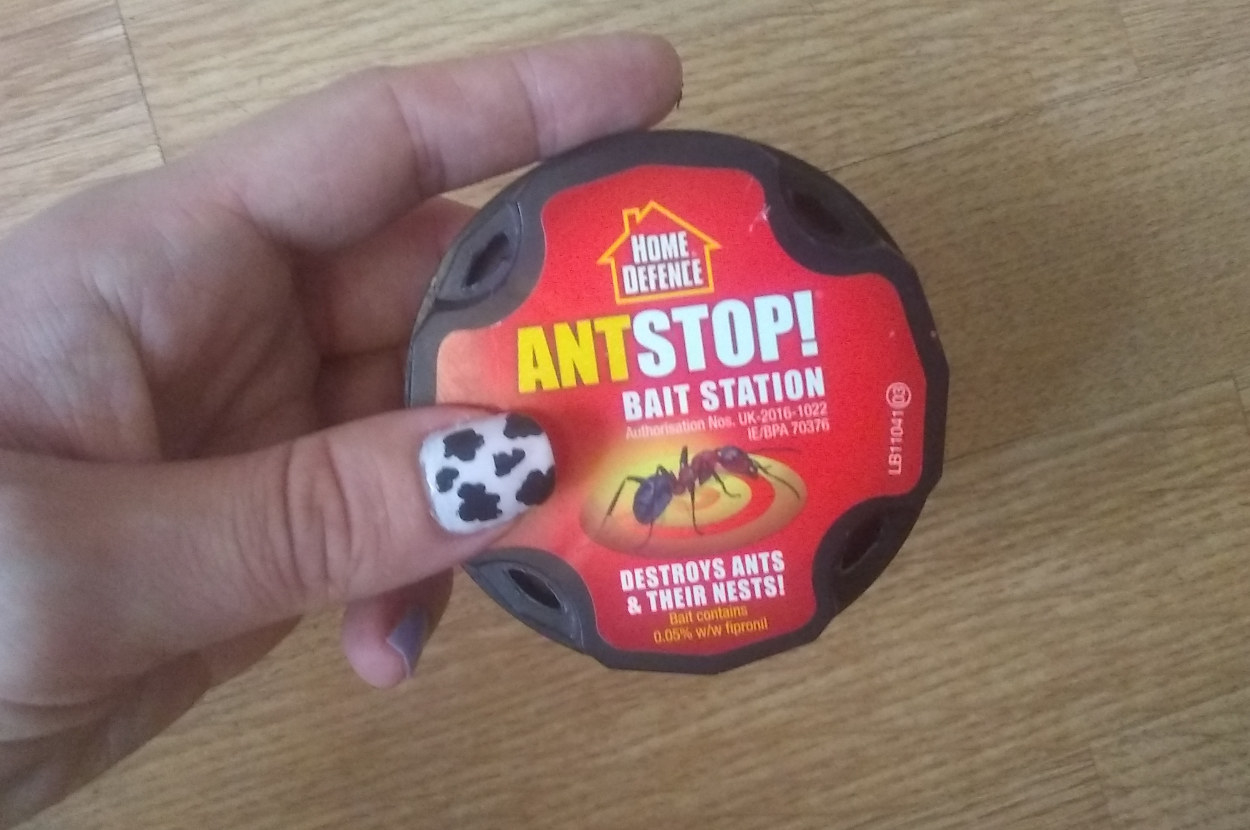 HOME
DEFENCE
ANTSTOP!
BAIT STATION
Authorisation Nos. UK-2016-1022
IE/BPA 70376
LB11041 03
DESTROYS ANTS
& THEIR NESTS!
Bait contains
0.05% w/w fipronil